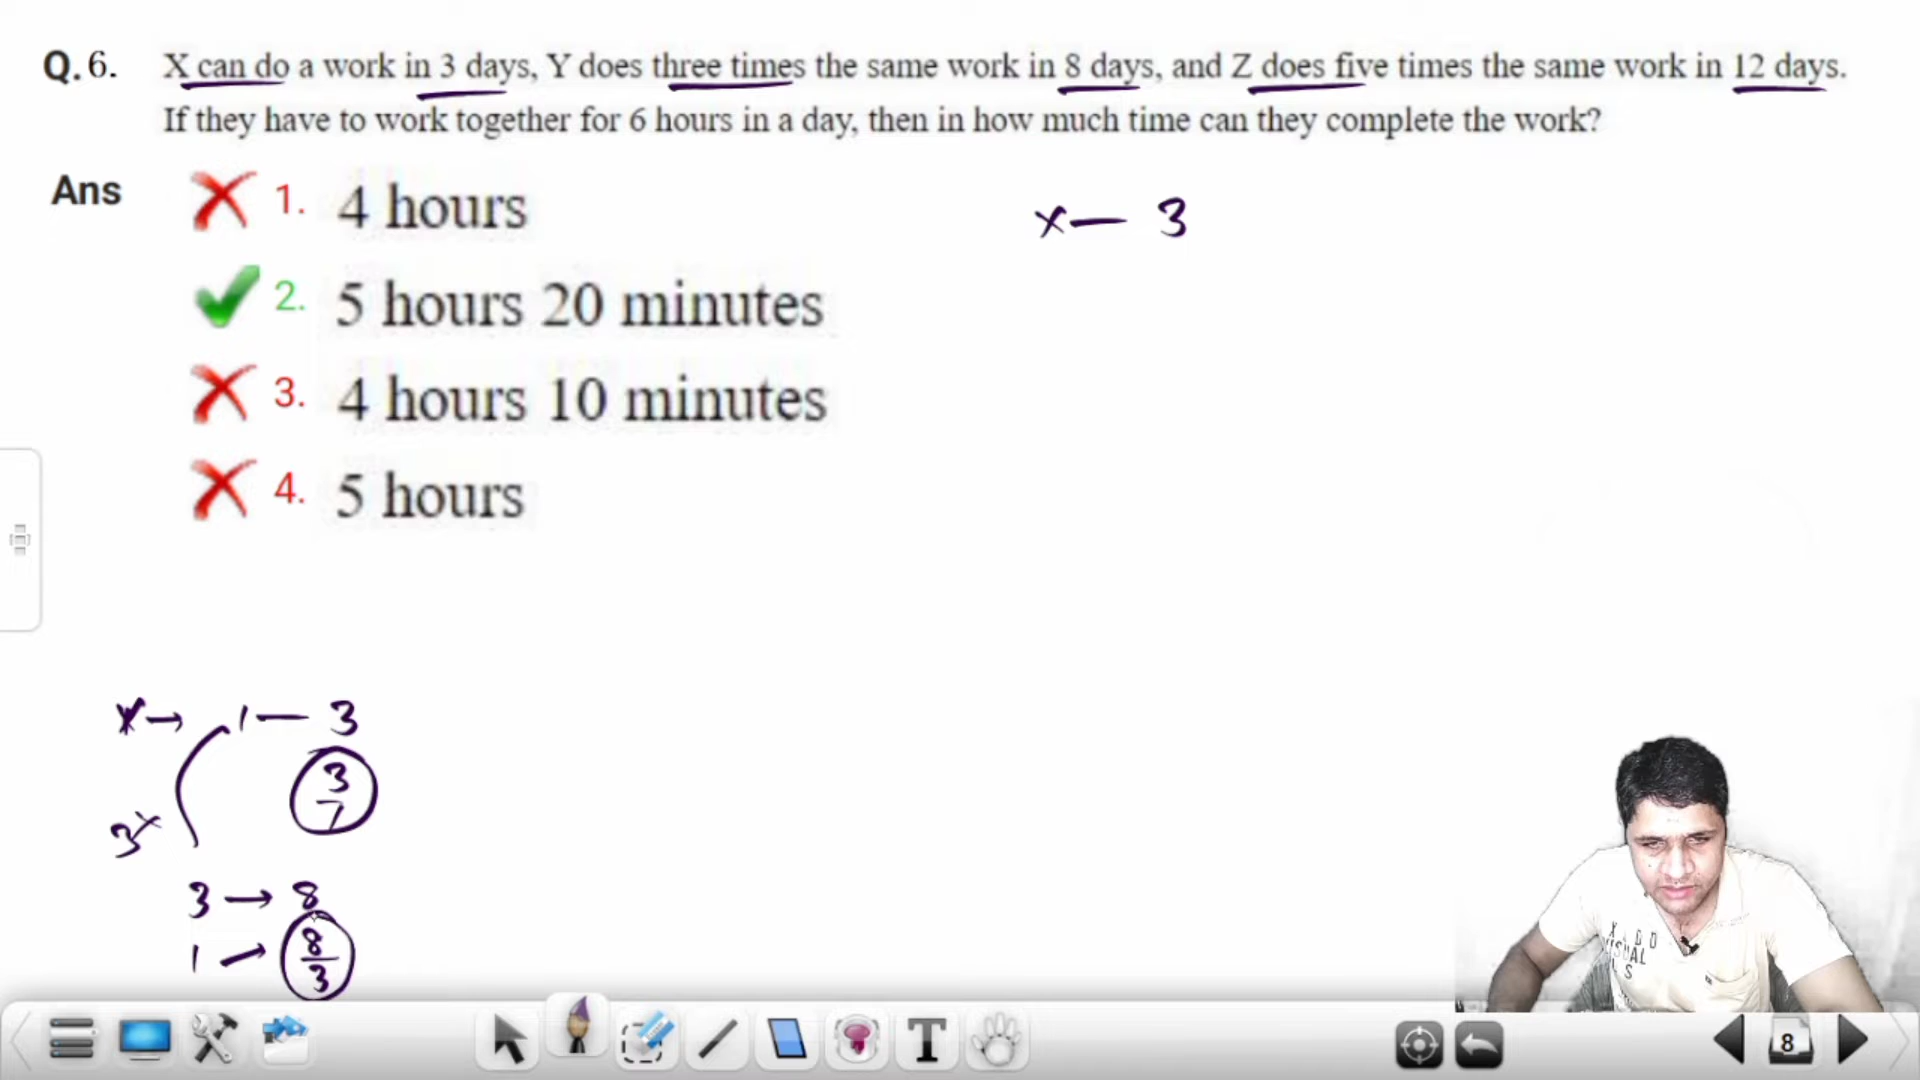 Q.6. X can do a work in 3 days, Y does three times the same work in 8 days, and Z does five times the same work in 12 days.
If they have to work together for 6 hours in a day, then in how much time can they complete the work?
Ans
1. 4 hours
2. 5 hours 20 minutes
3. 4 hours 10 minutes
4. 5 hours
x — 3
x → 1 — 3
3
7
3x
3 → 8
1 — 8
3
T
8